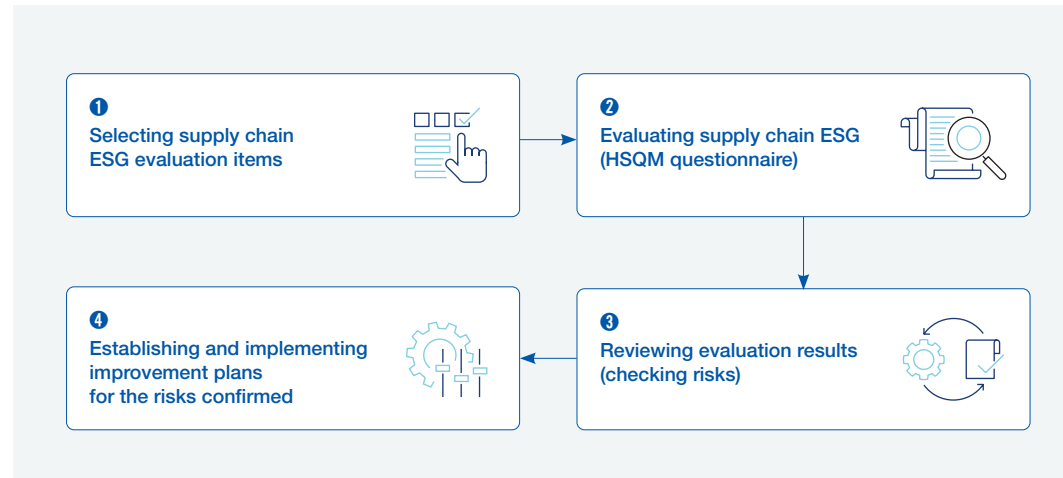 ❶
Selecting supply chain
ESG evaluation items
❷
Evaluating supply chain ESG
(HSQM questionnaire)
❸
Reviewing evaluation results
(checking risks)
❹
Establishing and implementing
improvement plans
for the risks confirmed